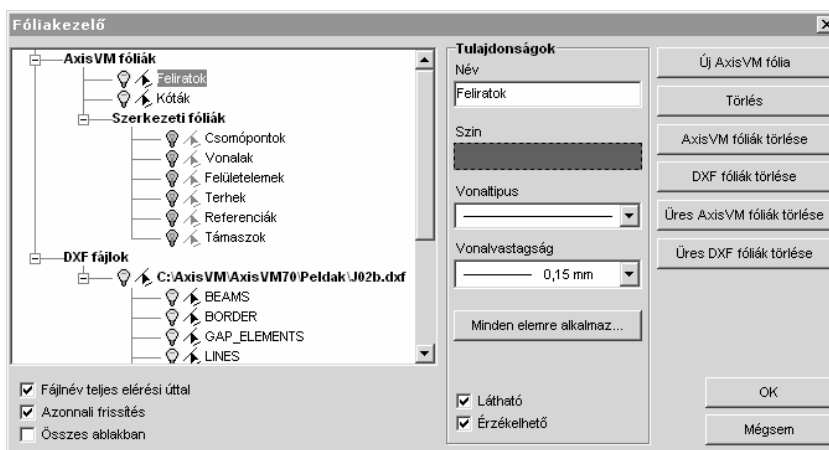 Fóliakezelő
AxisVM fóliák
Feliratok
Kóták
Szerkezeti fóliák
Csomópontok
Vonalak
Felületelemek
Terhek
Referenciák
Támaszok
DXF fájlok
C:\AxisVM\AxisVM70\Peldak\J02b.dxf
BEAMS
BORDER
GAP_ELEMENTS
LINES
Fájlnév teljes elérési úttal
Azonnali frissítés
Összes ablakban
Tulajdonságok
Név
Feliratok
Szin
Vonaltipus
Vonalvastagság
0,15 mm
Minden elemre alkalmaz...
Látható
Érzékelhető
Új AxisVM fólia
Törlés
AxisVM fóliák törlése
DXF fóliák törlése
Üres AxisVM fóliák törlése
Üres DXF fóliák törlése
OK
Mégsem